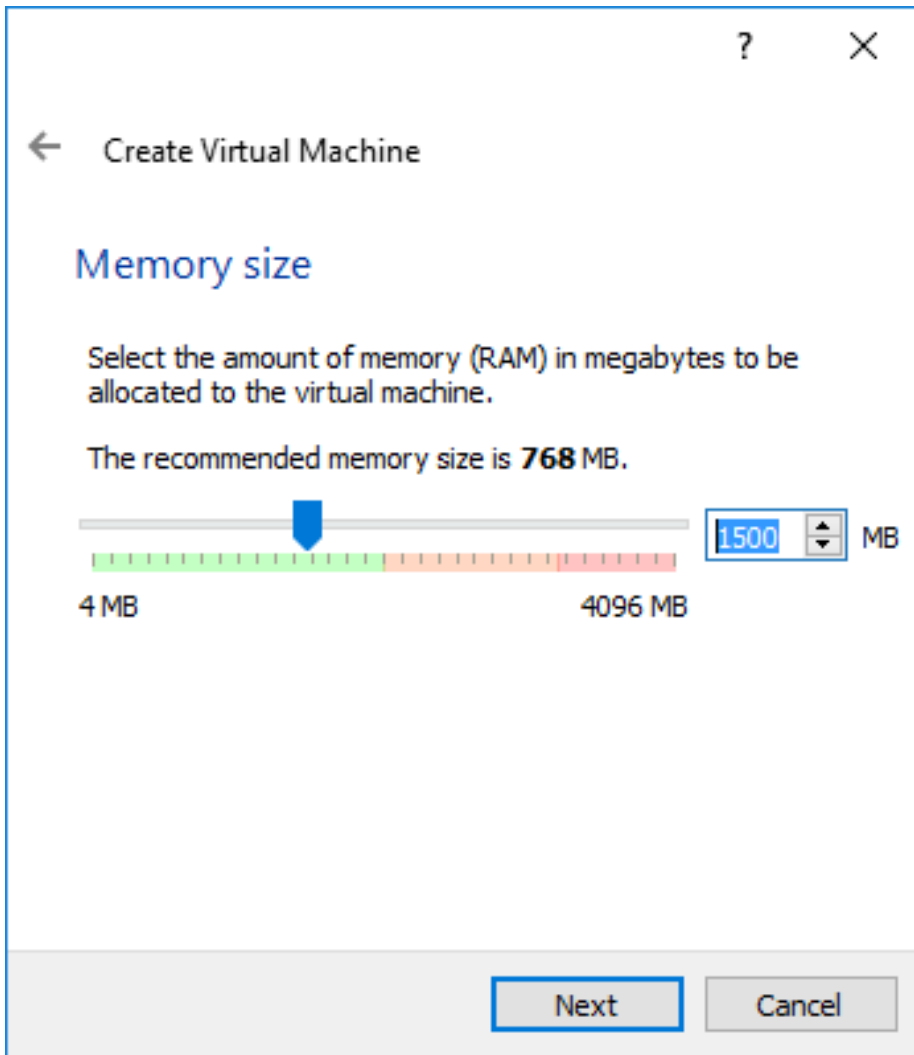 ?
Create Virtual Machine
Memory size
Select the amount of memory (RAM) in megabytes to be
allocated to the virtual machine.
The recommended memory size is 768 MB.
1500 MB
4 MB 4096 MB
Next Cancel